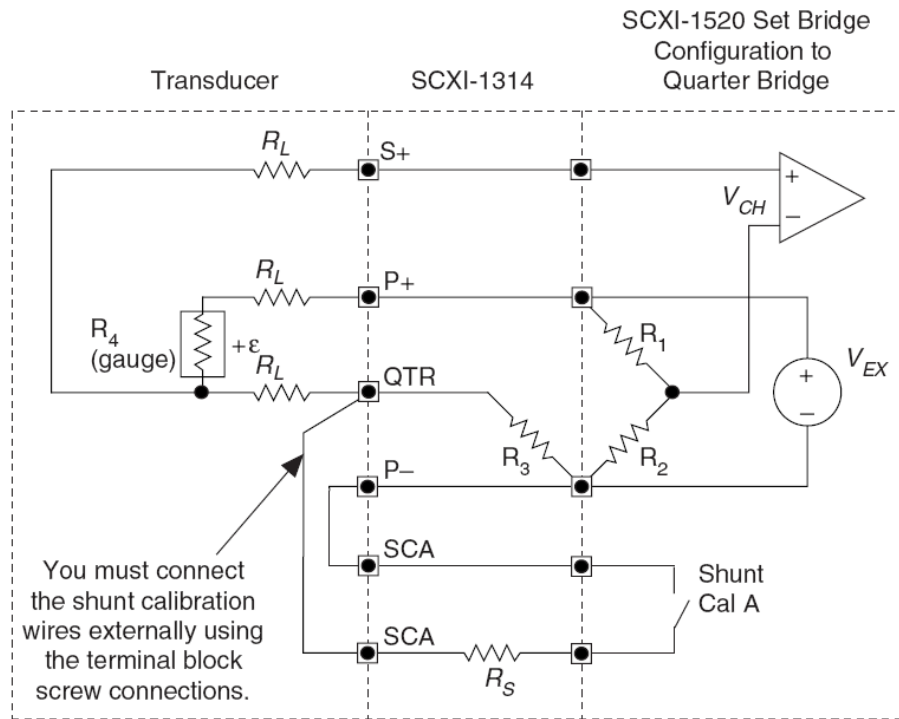 SCXI-1520 Set Bridge
Configuration to
Quarter Bridge
Transducer
SCXI-1314
R_L
S+
+
V_CH
−
R_L
P+
R_1
R_4
(gauge)
+ε
R_L
QTR
V_EX
+
−
R_3
R_2
P−
SCA
Shunt
Cal A
You must connect
the shunt calibration
wires externally using
the terminal block
screw connections.
SCA
R_S